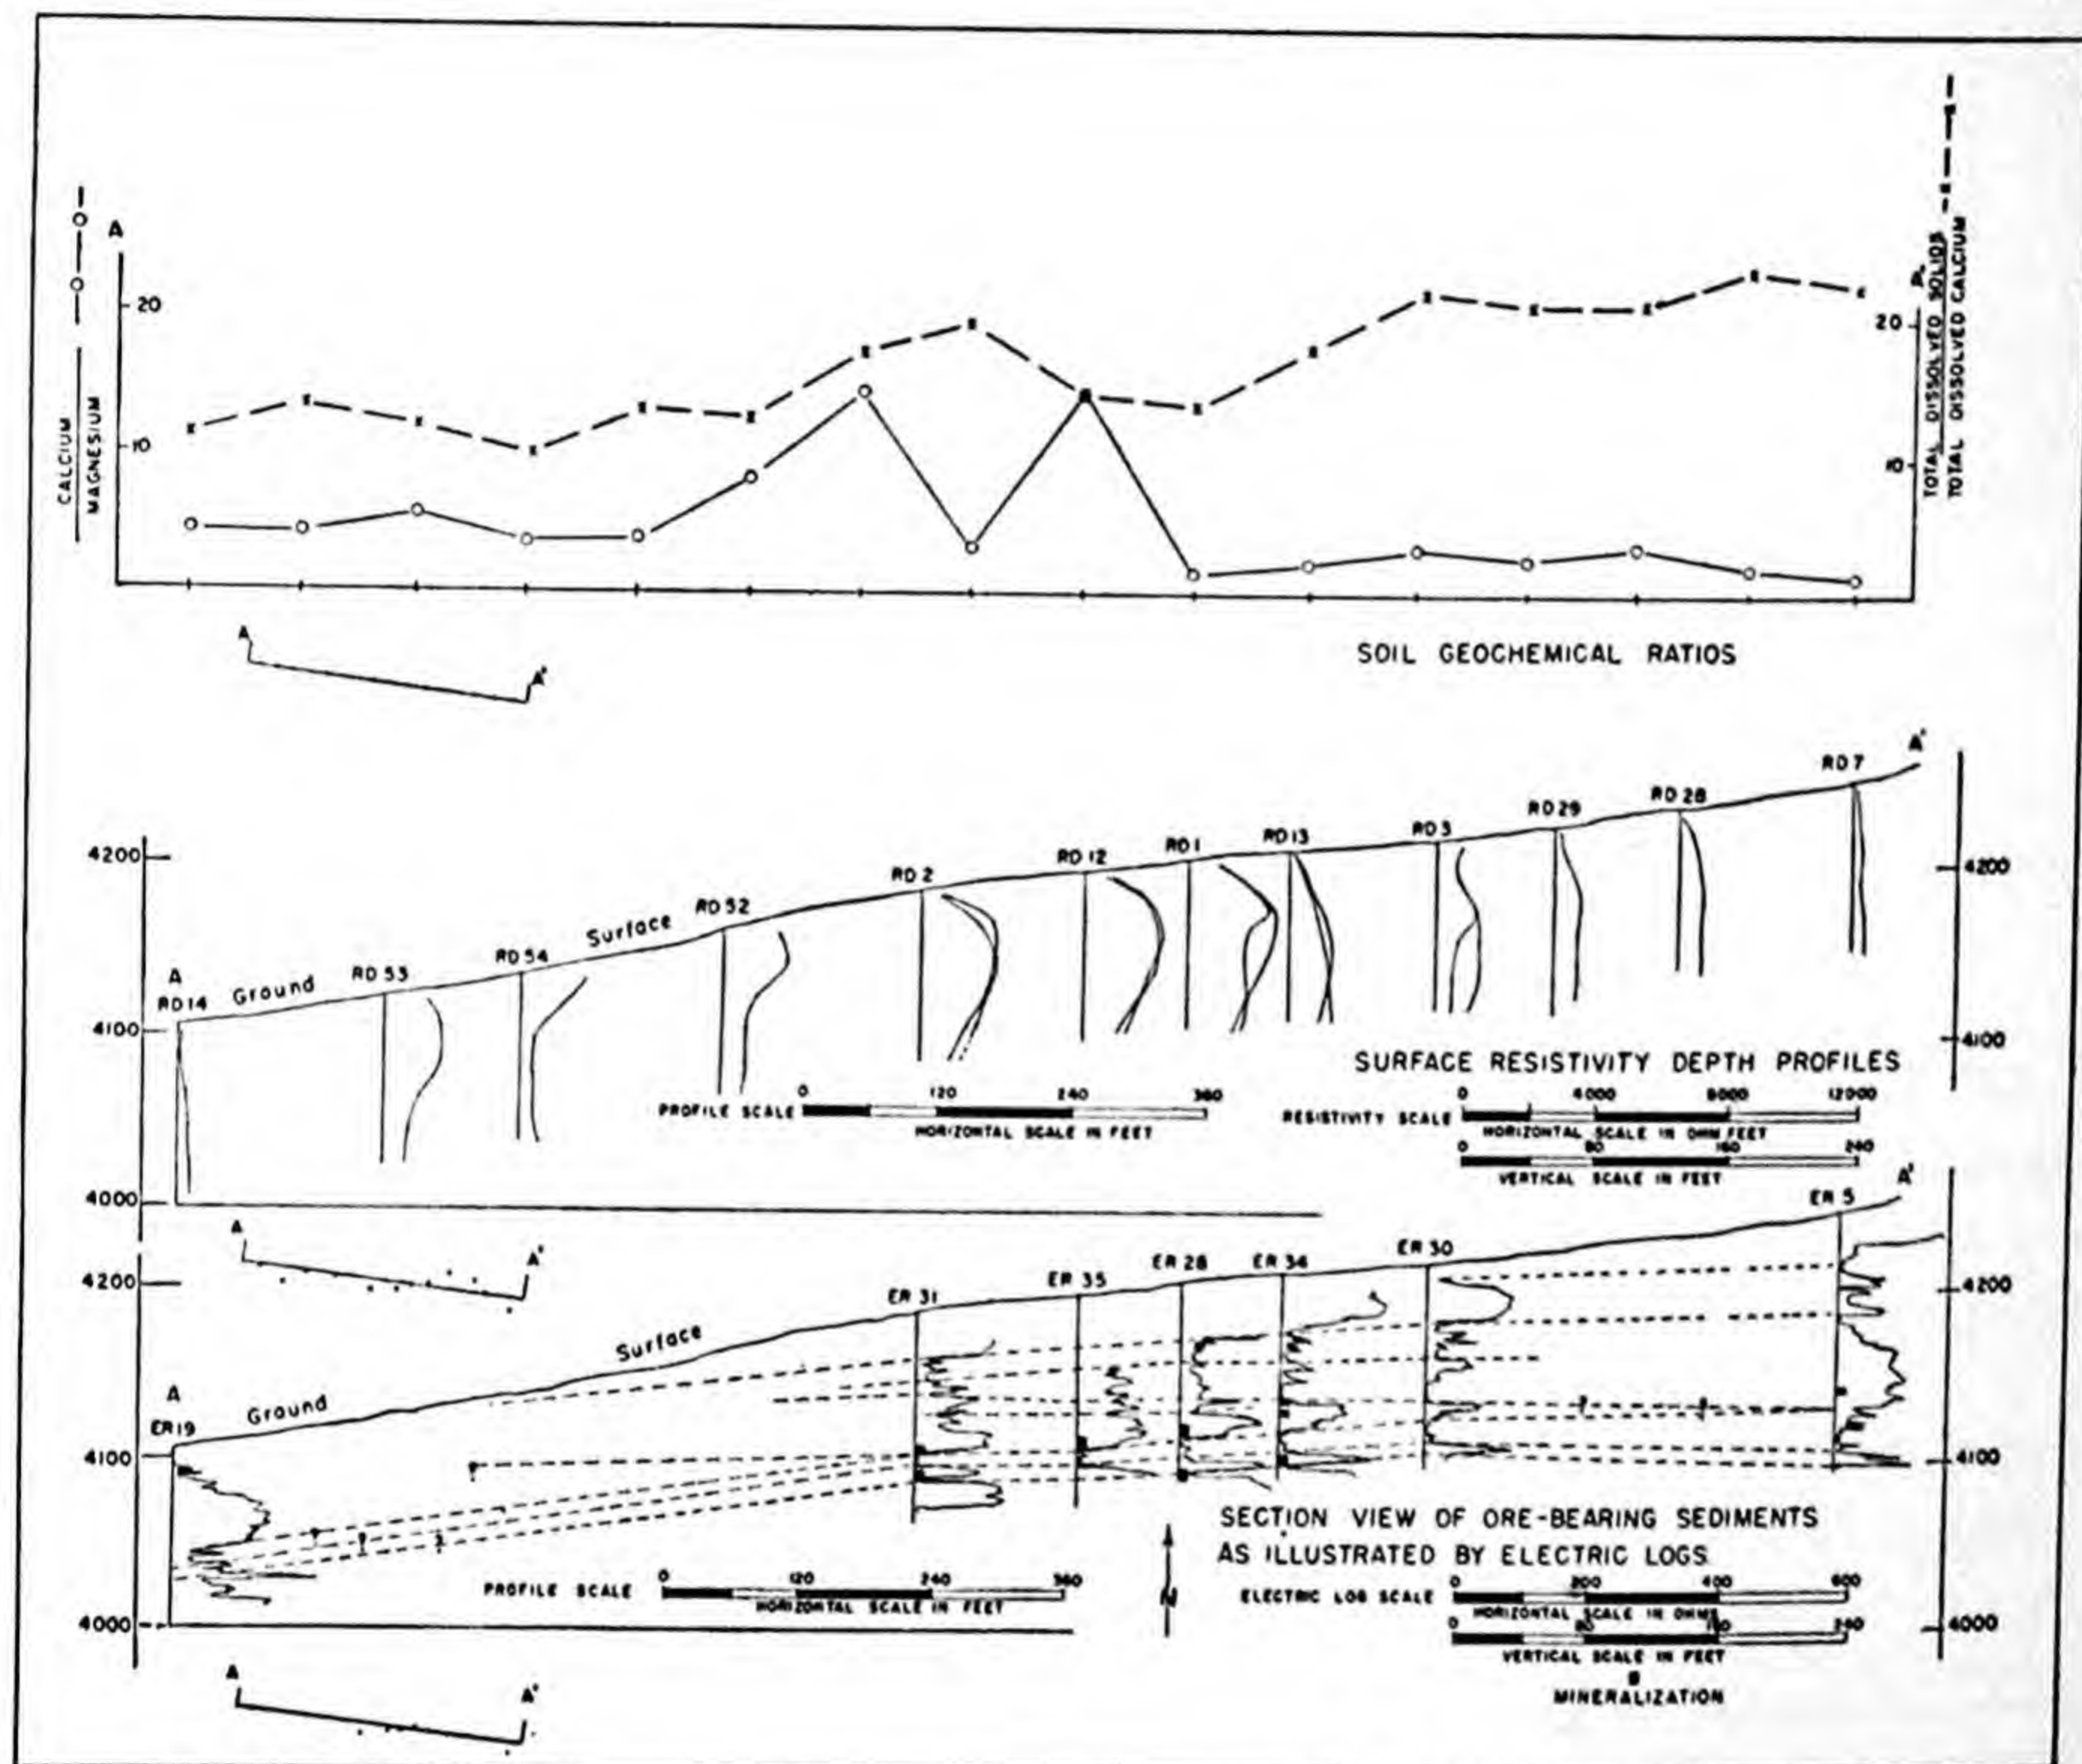 A
20
10
CALCIUM
MAGNESIUM
A'
20
10
TOTAL DISSOLVED SOLIDS
TOTAL DISSOLVED CALCIUM
SOIL GEOCHEMICAL RATIOS
A
A'
A'
RD 7
RD 28
RD 29
RD 3
RD 13
RD 1
RD 12
RD 2
RD 52
Surface
RD 54
RD 53
Ground
A
RD 14
4200
4100
4000
4200
4100
SURFACE RESISTIVITY DEPTH PROFILES
PROFILE SCALE
0 120 240 360
HORIZONTAL SCALE IN FEET
RESISTIVITY SCALE
0 4000 8000 12000
HORIZONTAL SCALE IN OHM FEET
0 80 160 240
VERTICAL SCALE IN FEET
A
A'
A'
ER 5
ER 30
ER 34
ER 28
ER 35
ER 31
Surface
Ground
A
ER 19
4200
4100
4000
4200
4100
4000
SECTION VIEW OF ORE-BEARING SEDIMENTS
AS ILLUSTRATED BY ELECTRIC LOGS
PROFILE SCALE
0 120 240 360
HORIZONTAL SCALE IN FEET
N
ELECTRIC LOG SCALE
0 200 400 600
HORIZONTAL SCALE IN OHMS
0 80 240
VERTICAL SCALE IN FEET
MINERALIZATION
A
A'